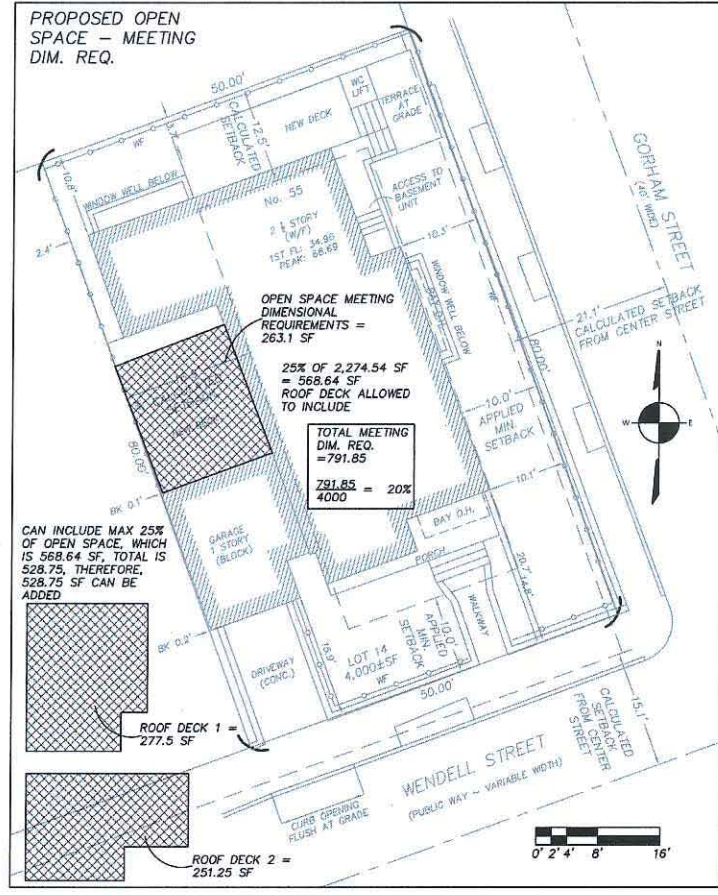 PROPOSED OPEN
SPACE – MEETING
DIM. REQ.
50.00'
WF
CALCULATED
SETBACK
12.5'
NEW DECK
WC
LIFT
TERRACE
AT
GRADE
10.8'
WINDOW WELL BELOW
2.4'
No. 55
2 ½ STORY
(W/F)
1ST FL: 34.96
PEAK: 68.69
ACCESS TO
BASEMENT
UNIT
10.3'
WINDOW WELL BELOW
BAY O.H.
WF
GORHAM STREET
(40' WIDE)
21.1'
CALCULATED SETBACK
FROM CENTER STREET
80.00'
N
W
E
S
OPEN SPACE MEETING
DIMENSIONAL
REQUIREMENTS =
263.1 SF
25% OF 2,274.54 SF
= 568.64 SF
ROOF DECK ALLOWED
TO INCLUDE
TOTAL MEETING
DIM. REQ.
=791.85
791.85
4000
= 20%
10.0'
APPLIED
MIN.
SETBACK
10.1'
80.00'
CALCULATED
SETBACK
NEW DECK
BK 0.1'
GARAGE
1 STORY
(BLOCK)
BAY O.H.
PORCH
CAN INCLUDE MAX 25%
OF OPEN SPACE, WHICH
IS 568.64 SF, TOTAL IS
528.75, THEREFORE,
528.75 SF CAN BE
ADDED
BK 0.2'
DRIVEWAY
(CONC.)
15.9'
LOT 14
4,000±SF
WF
10.0'
APPLIED
MIN.
SETBACK
WALKWAY
20.7'
14.8'
50.00'
ROOF DECK 1 =
277.5 SF
ROOF DECK 2 =
251.25 SF
WENDELL STREET
(PUBLIC WAY ~ VARIABLE WIDTH)
CURB OPENING
FLUSH AT GRADE
CALCULATED
SETBACK
FROM CENTER
STREET
15.1'
0' 2' 4' 8' 16'